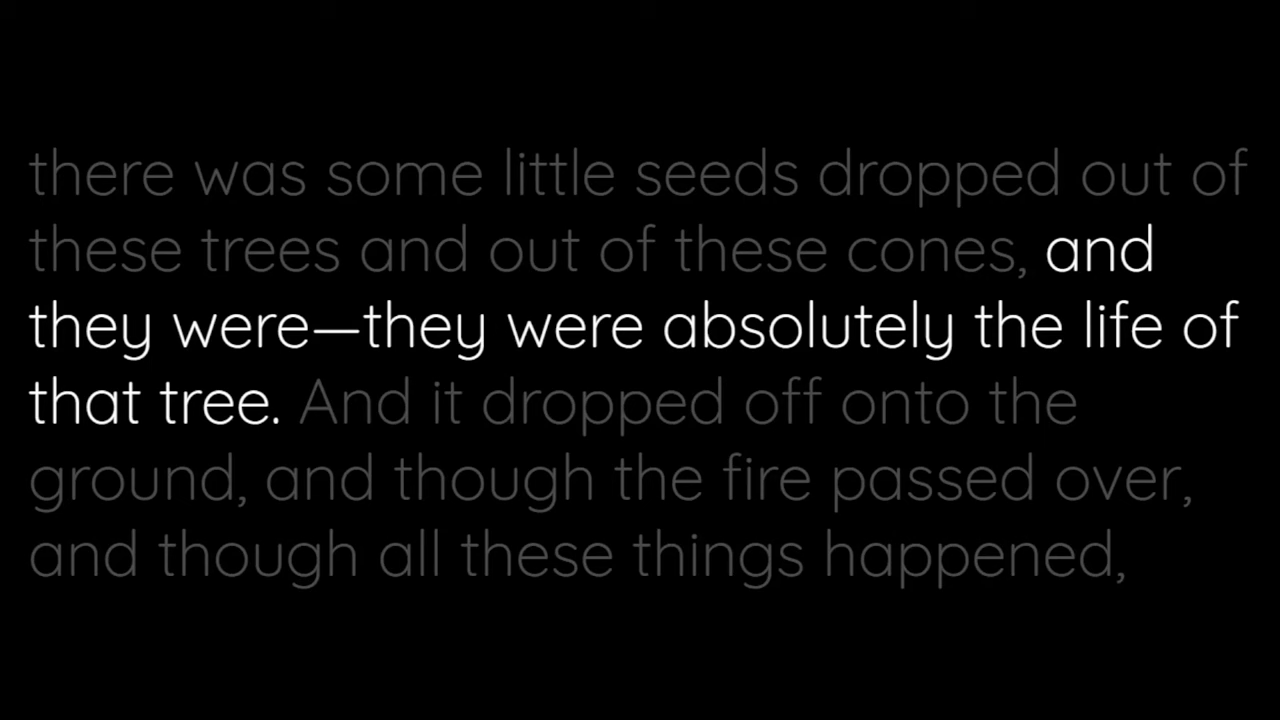 there was some little seeds dropped out of
these trees and out of these cones, and
they were—they were absolutely the life of
that tree. And it dropped off onto the
ground, and though the fire passed over,
and though all these things happened,